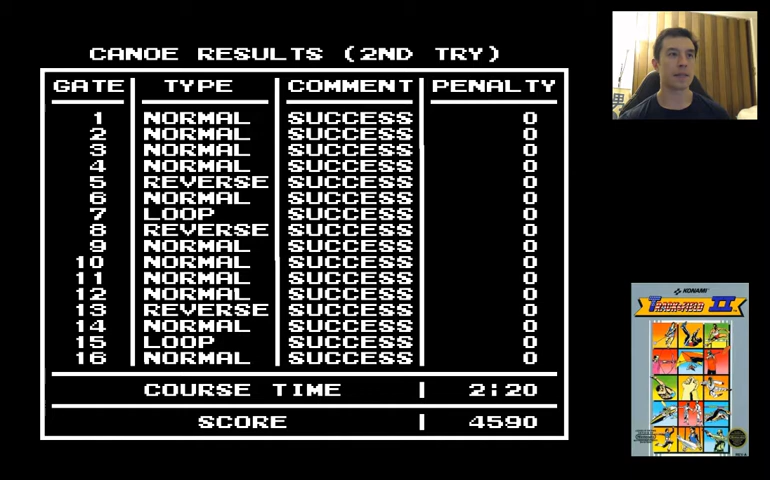 CANOE RESULTS (2ND TRY)
GATE TYPE COMMENT PENALTY
1 NORMAL SUCCESS 0
2 NORMAL SUCCESS 0
3 NORMAL SUCCESS 0
4 NORMAL SUCCESS 0
5 REVERSE SUCCESS 0
6 NORMAL SUCCESS 0
7 LOOP SUCCESS 0
8 REVERSE SUCCESS 0
9 NORMAL SUCCESS 0
10 NORMAL SUCCESS 0
11 NORMAL SUCCESS 0
12 NORMAL SUCCESS 0
13 REVERSE SUCCESS 0
14 NORMAL SUCCESS 0
15 LOOP SUCCESS 0
16 NORMAL SUCCESS 0
COURSE TIME 2:20
SCORE 4590
KONAMI
TRACK & FIELD II